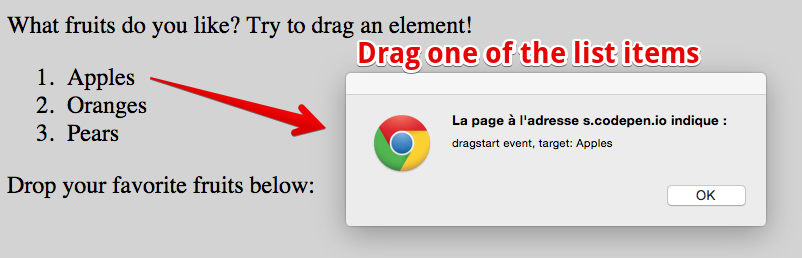 What fruits do you like? Try to drag an element!
Drag one of the list items
1. Apples
2. Oranges
3. Pears
La page à l'adresse s.codepen.io indique :
dragstart event, target: Apples
OK
Drop your favorite fruits below: